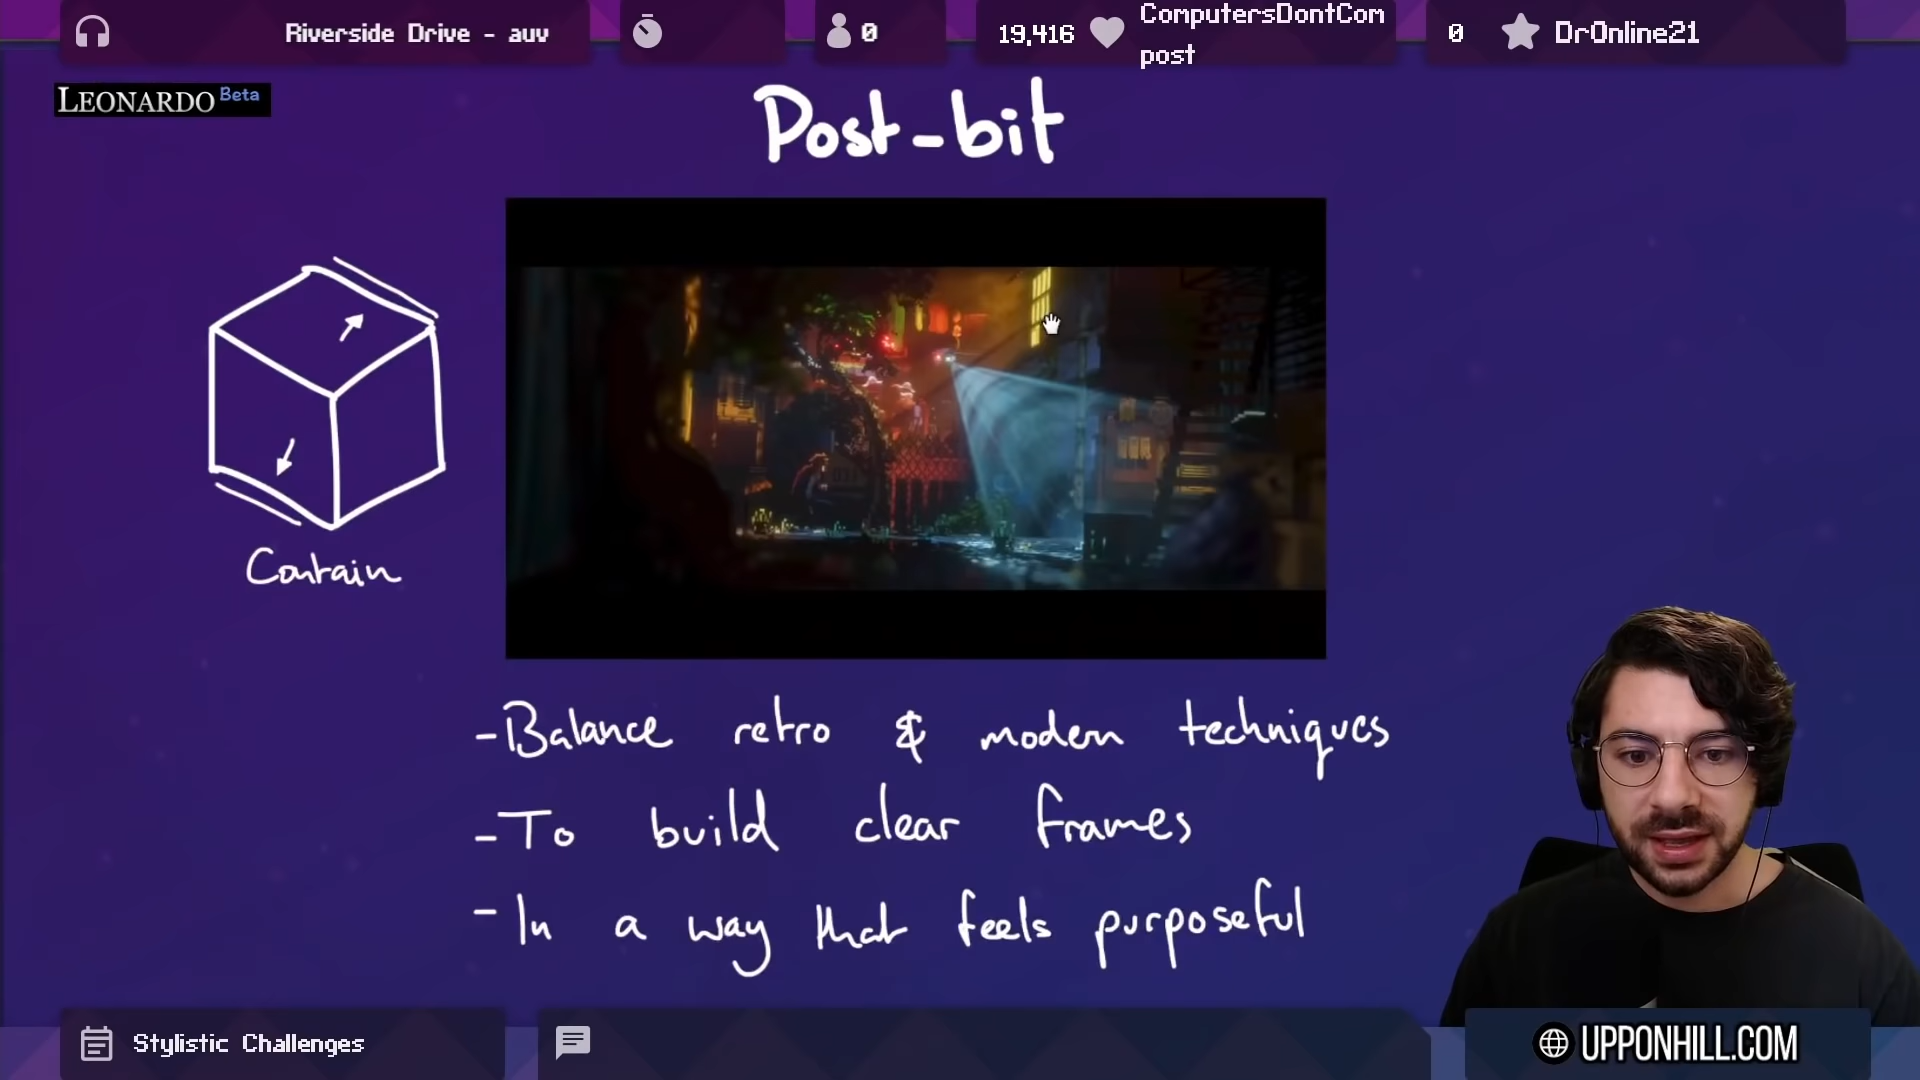 Riverside Drive - auv
0
19,416
ComputersDontCom
post
0
DrOnline21
LEONARDO Beta
Post-bit
Contain
- Balance retro & modern techniques
- To build clear frames
- In a way that feels purposeful
Stylistic Challenges
UPPONHILL.COM